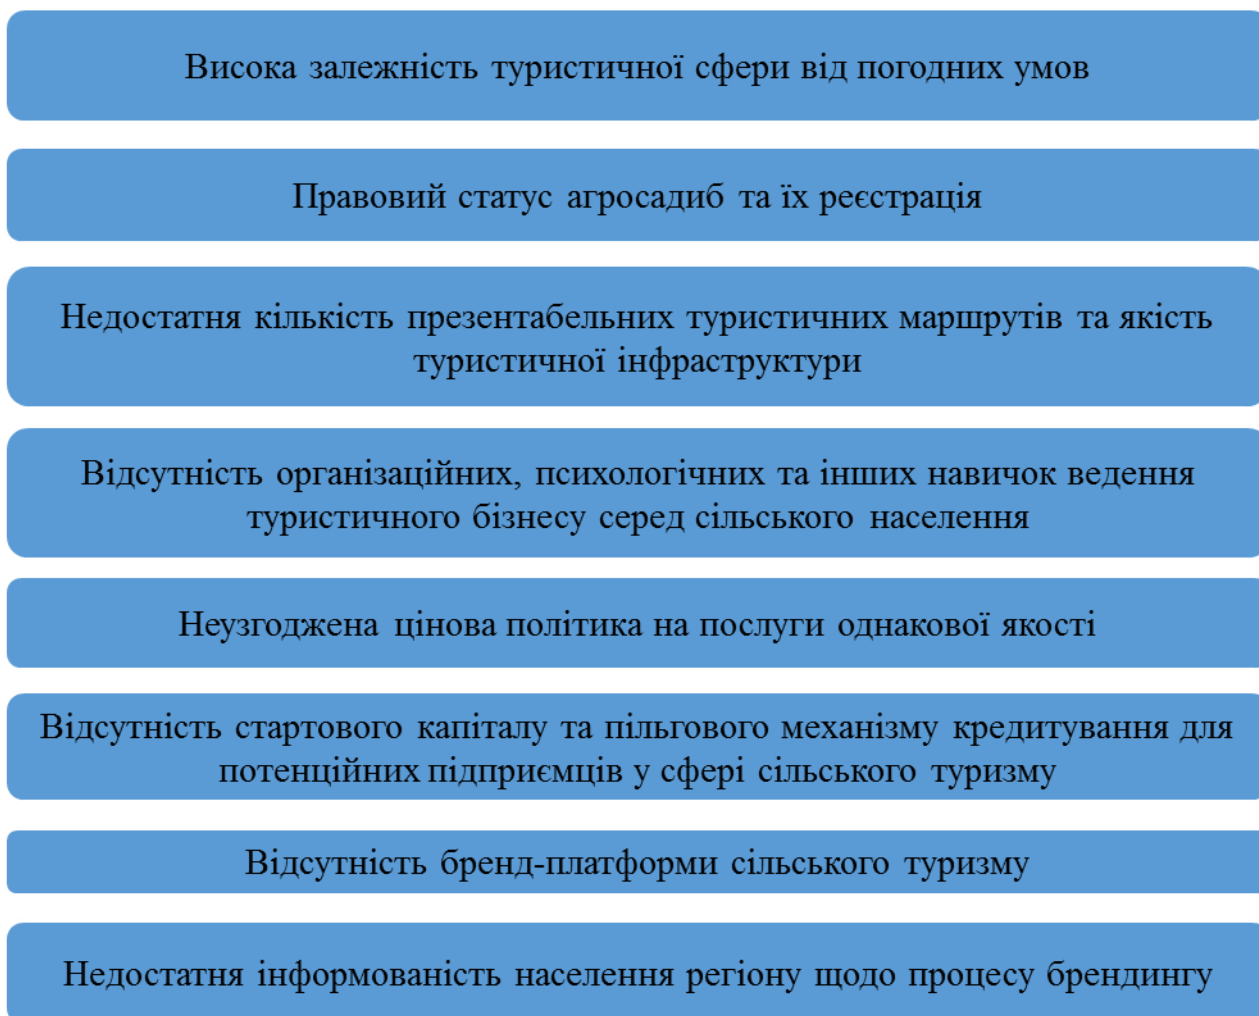 Висока залежність туристичної сфери від погодних умов
Правовий статус агросадиб та їх реєстрація
Недостатня кількість презентабельних туристичних маршрутів та якість
туристичної інфраструктури
Відсутність організаційних, психологічних та інших навичок ведення
туристичного бізнесу серед сільського населення
Неузгоджена цінова політика на послуги однакової якості
Відсутність стартового капіталу та пільгового механізму кредитування для
потенційних підприємців у сфері сільського туризму
Відсутність бренд-платформи сільського туризму
Недостатня інформованість населення регіону щодо процесу брендингу